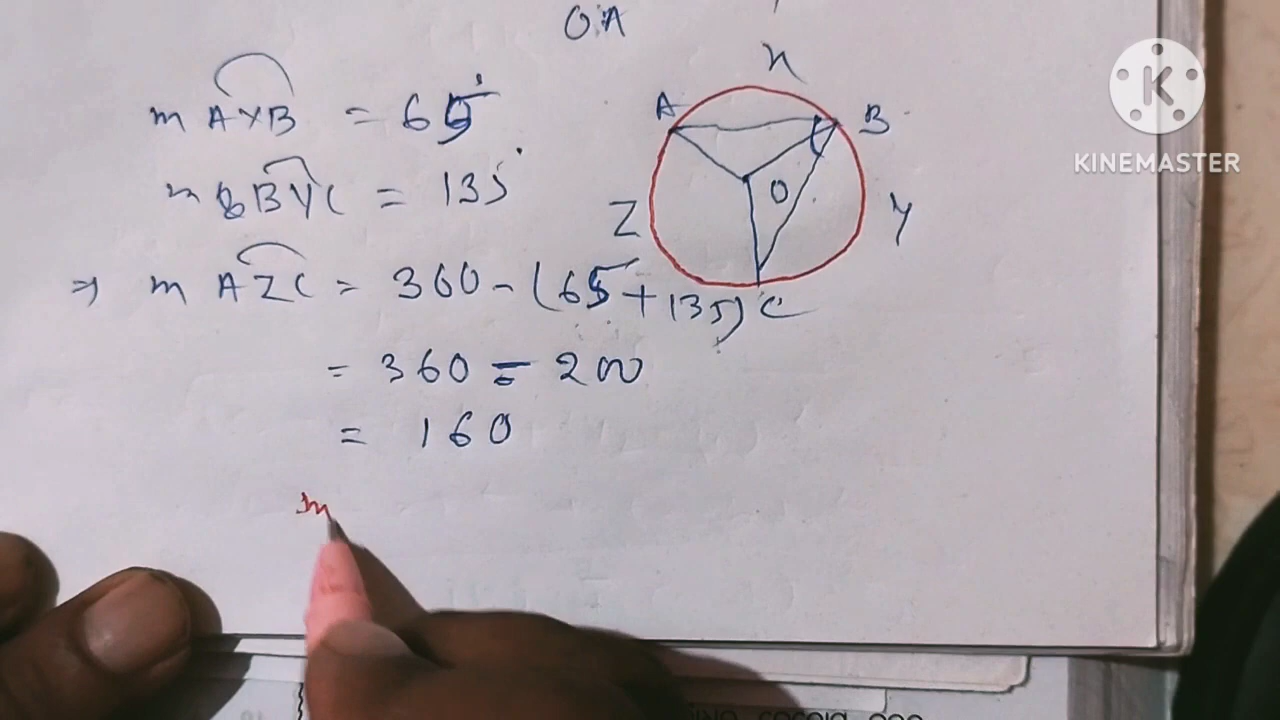 OA
m AXB = 65°
m BYC = 135°
X
A
B
O
Z
Y
C
⇒ m AZC = 360 - (65 + 135)
= 360 - 200
= 160
m
K
KINEMASTER